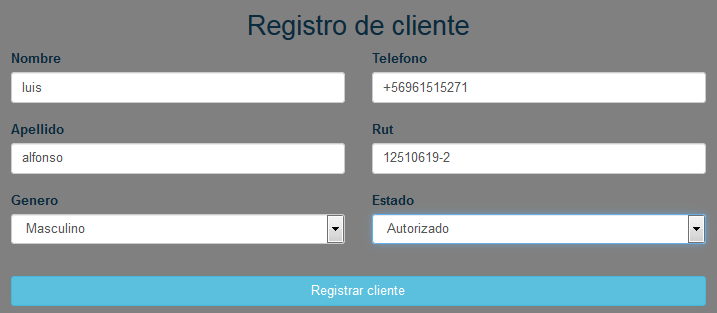 Registro de cliente
Nombre
luis
Telefono
+56961515271
Apellido
alfonso
Rut
12510619-2
Genero
Masculino
Estado
Autorizado
Registrar cliente